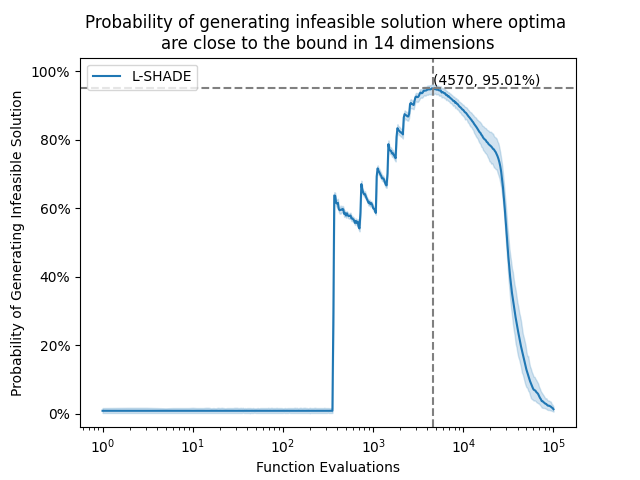 Probability of generating infeasible solution where optima
are close to the bound in 14 dimensions
L-SHADE
(4570, 95.01%)
100%
80%
60%
40%
20%
0%
Probability of Generating Infeasible Solution
10⁰
10¹
10²
10³
10⁴
10⁵
Function Evaluations